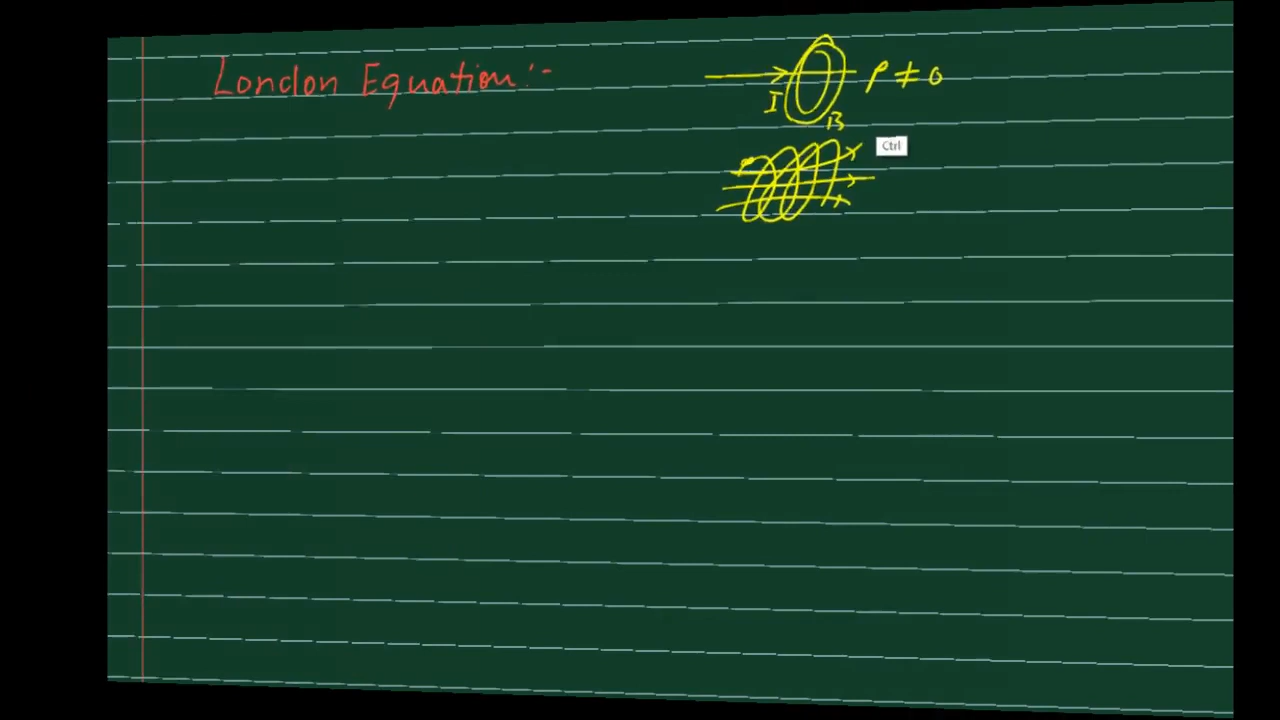 London Equation :-
I
B
ρ ≠ 0
Ctrl